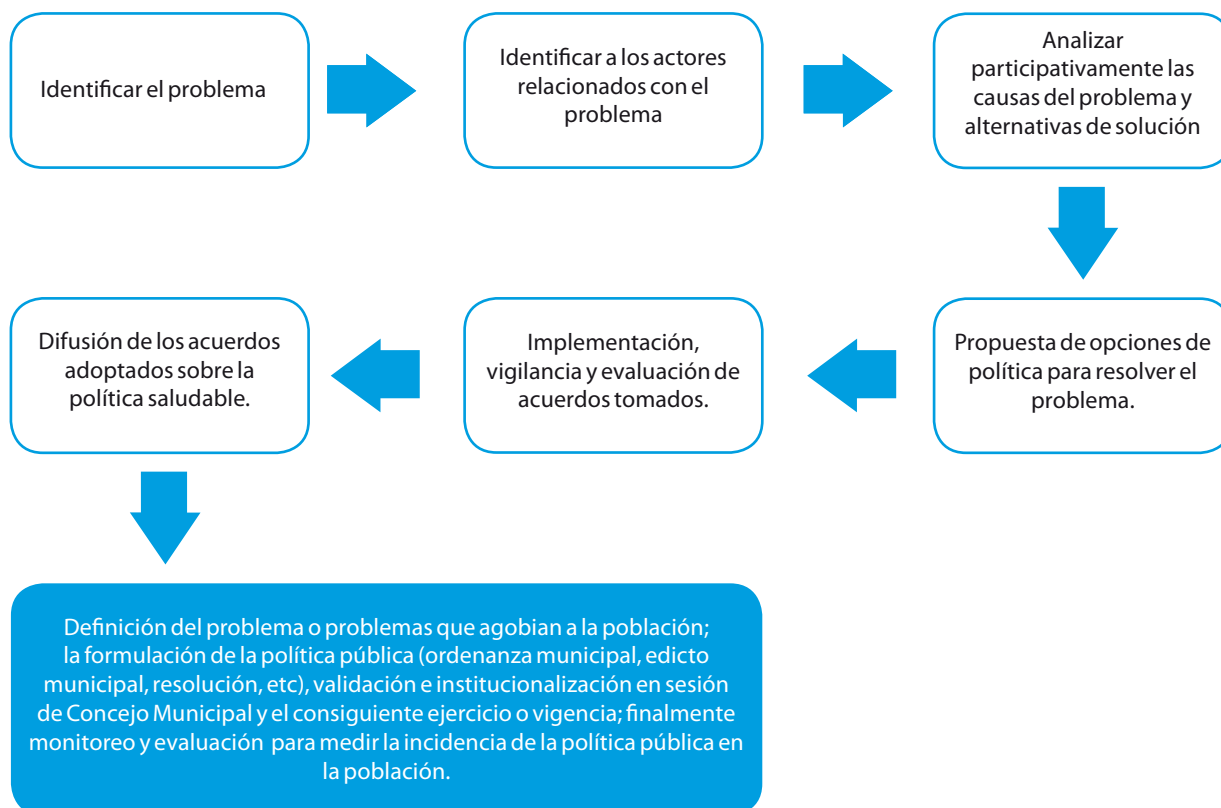 Identificar el problema
Identificar a los actores
relacionados con el
problema
Analizar
participativamente las
causas del problema y
alternativas de solución
Propuesta de opciones de
política para resolver el
problema.
Implementación,
vigilancia y evaluación de
acuerdos tomados.
Difusión de los acuerdos
adoptados sobre la
política saludable.
Definición del problema o problemas que agobian a la población;
la formulación de la política pública (ordenanza municipal, edicto
municipal, resolución, etc), validación e institucionalización en sesión
de Concejo Municipal y el consiguiente ejercicio o vigencia; finalmente
monitoreo y evaluación para medir la incidencia de la política pública en
la población.